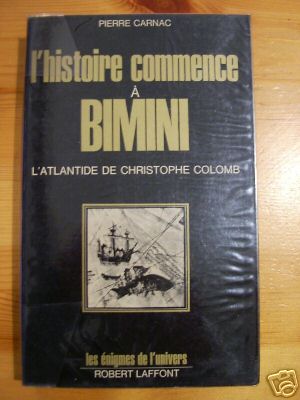 PIERRE CARNAC
l'histoire commence
À
BIMINI
L'ATLANTIDE DE CHRISTOPHE COLOMB
les énigmes de l'univers
ROBERT LAFFONT